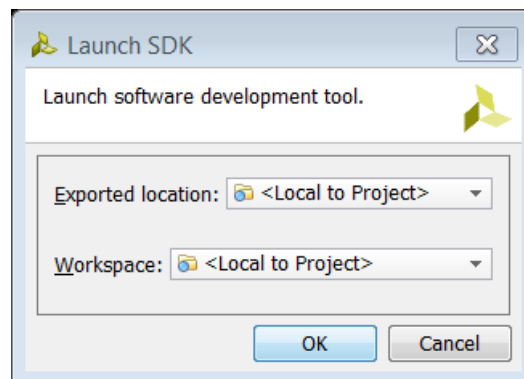 Launch SDK
Launch software development tool.
Exported location: <Local to Project>
Workspace: <Local to Project>
OK Cancel